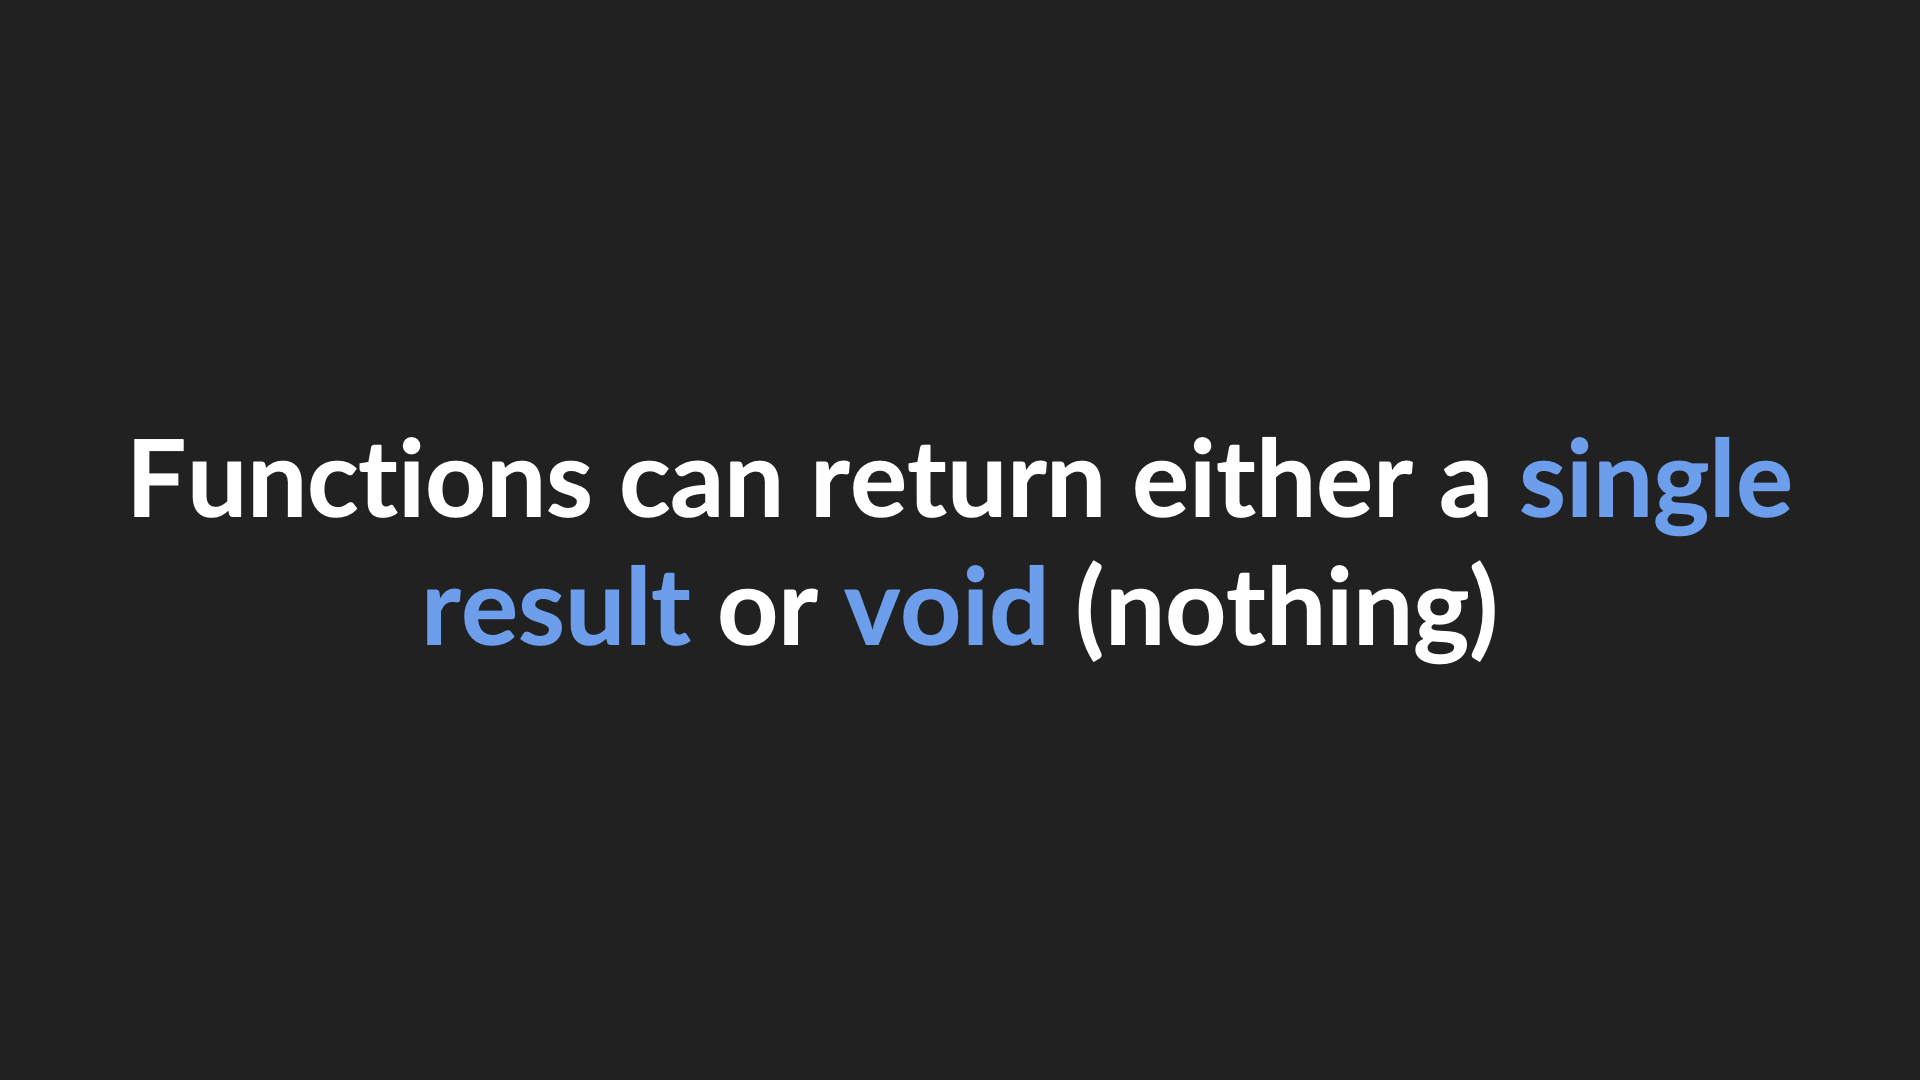 Functions can return either a single
result or void (nothing)